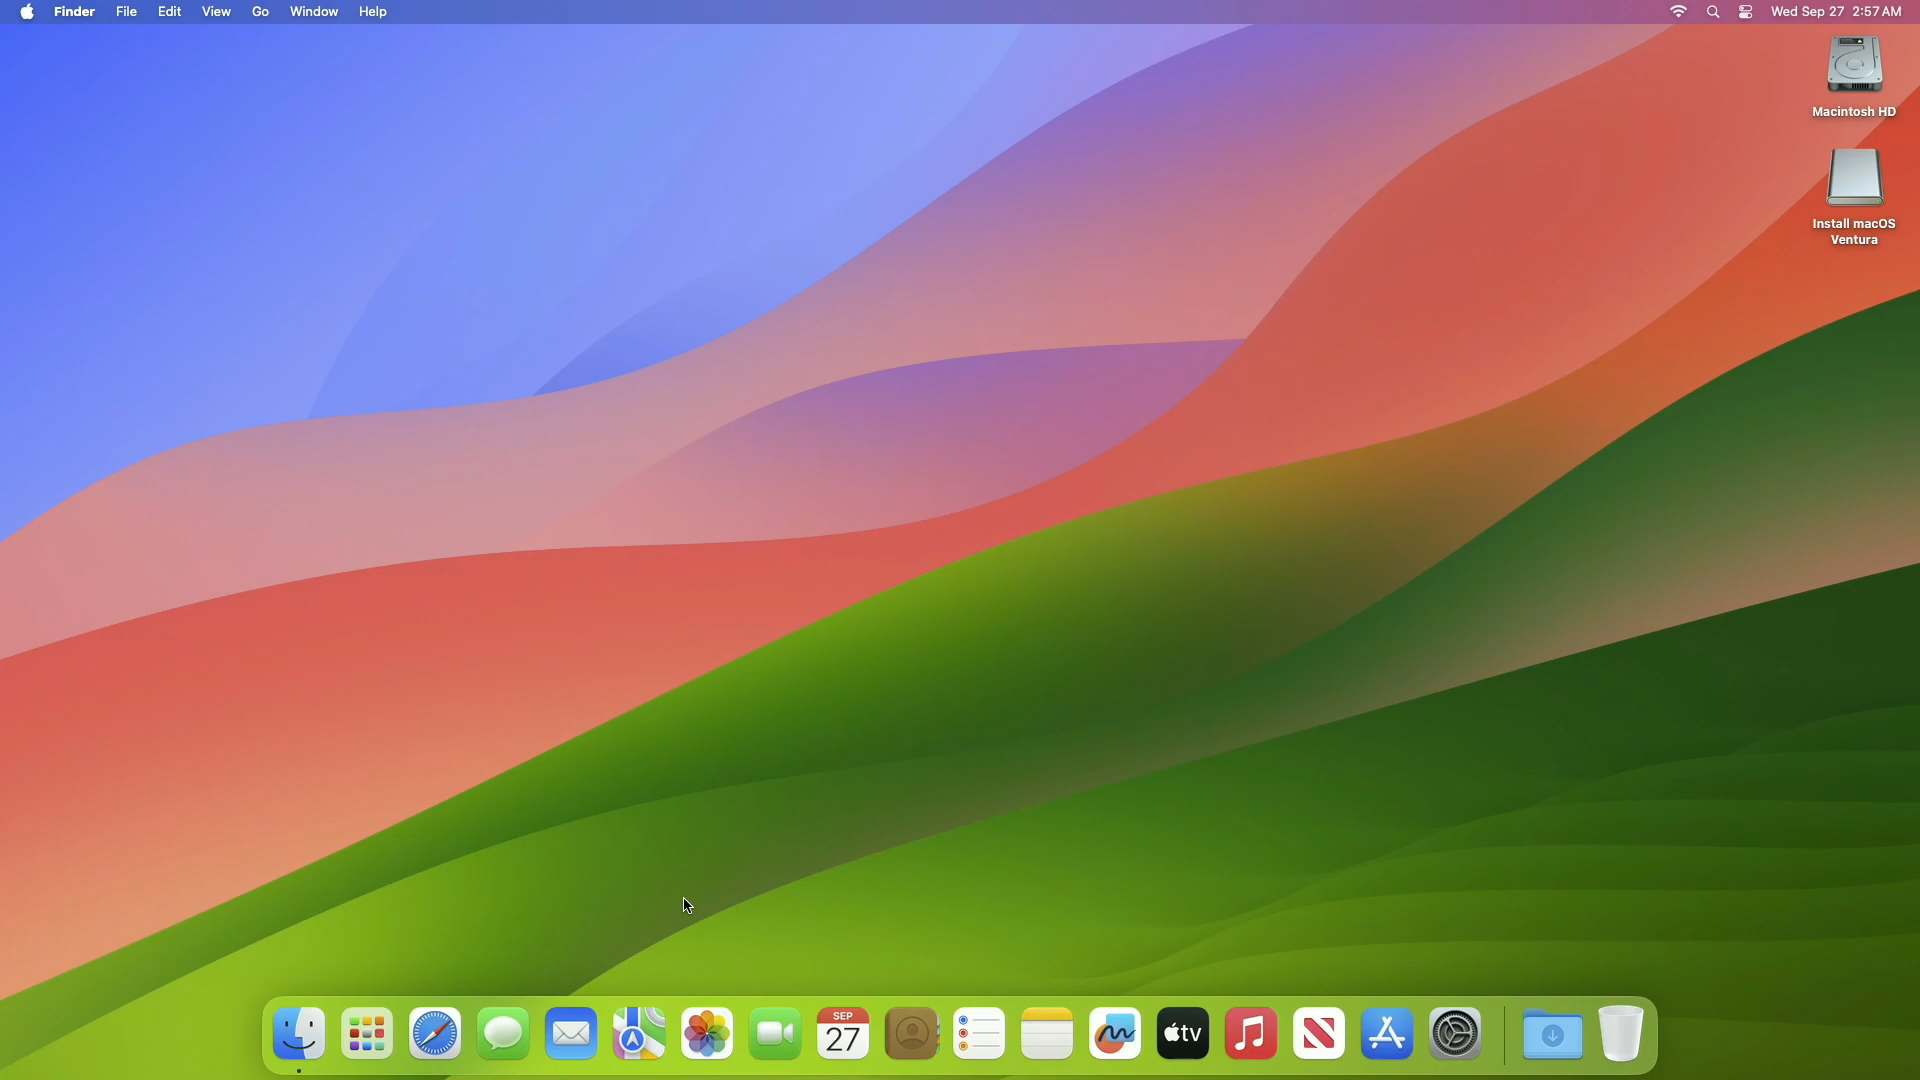 Finder File Edit View Go Window Help Wed Sep 27 2:57 AM
Macintosh HD
Install macOS
Ventura
SEP
27
tv